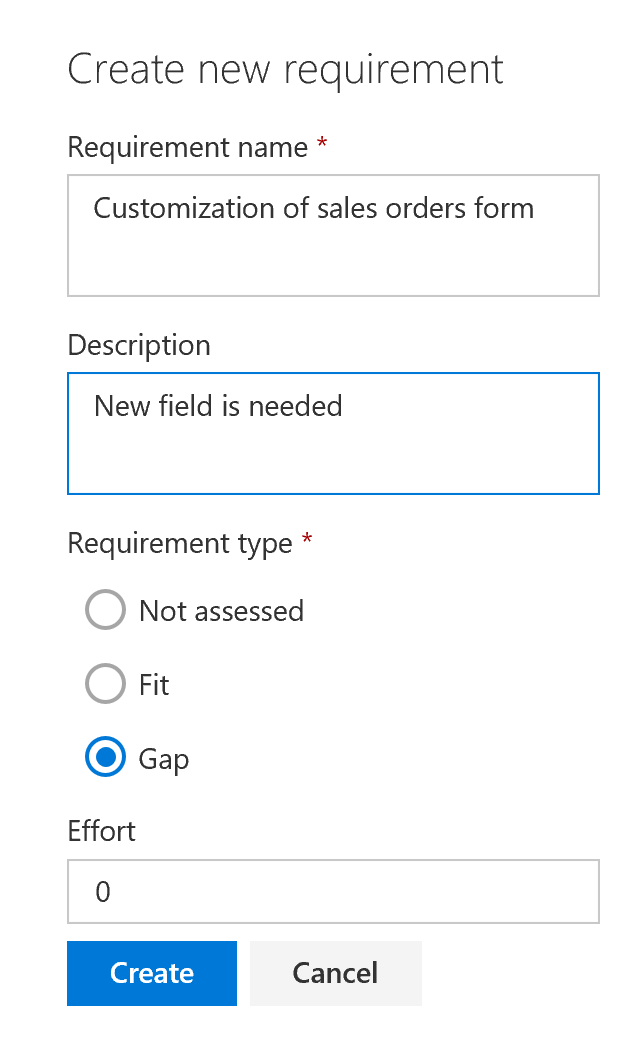 Create new requirement
Requirement name *
Customization of sales orders form
Description
New field is needed
Requirement type *
Not assessed
Fit
Gap
Effort
0
Create Cancel